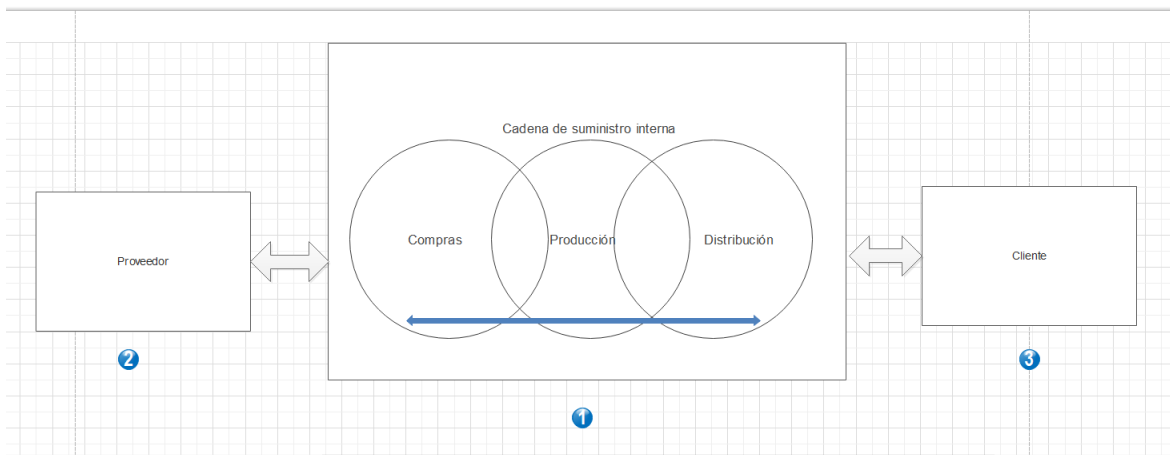 Cadena de suministro interna
Compras
Producción
Distribución
Proveedor
Cliente
2
3
1